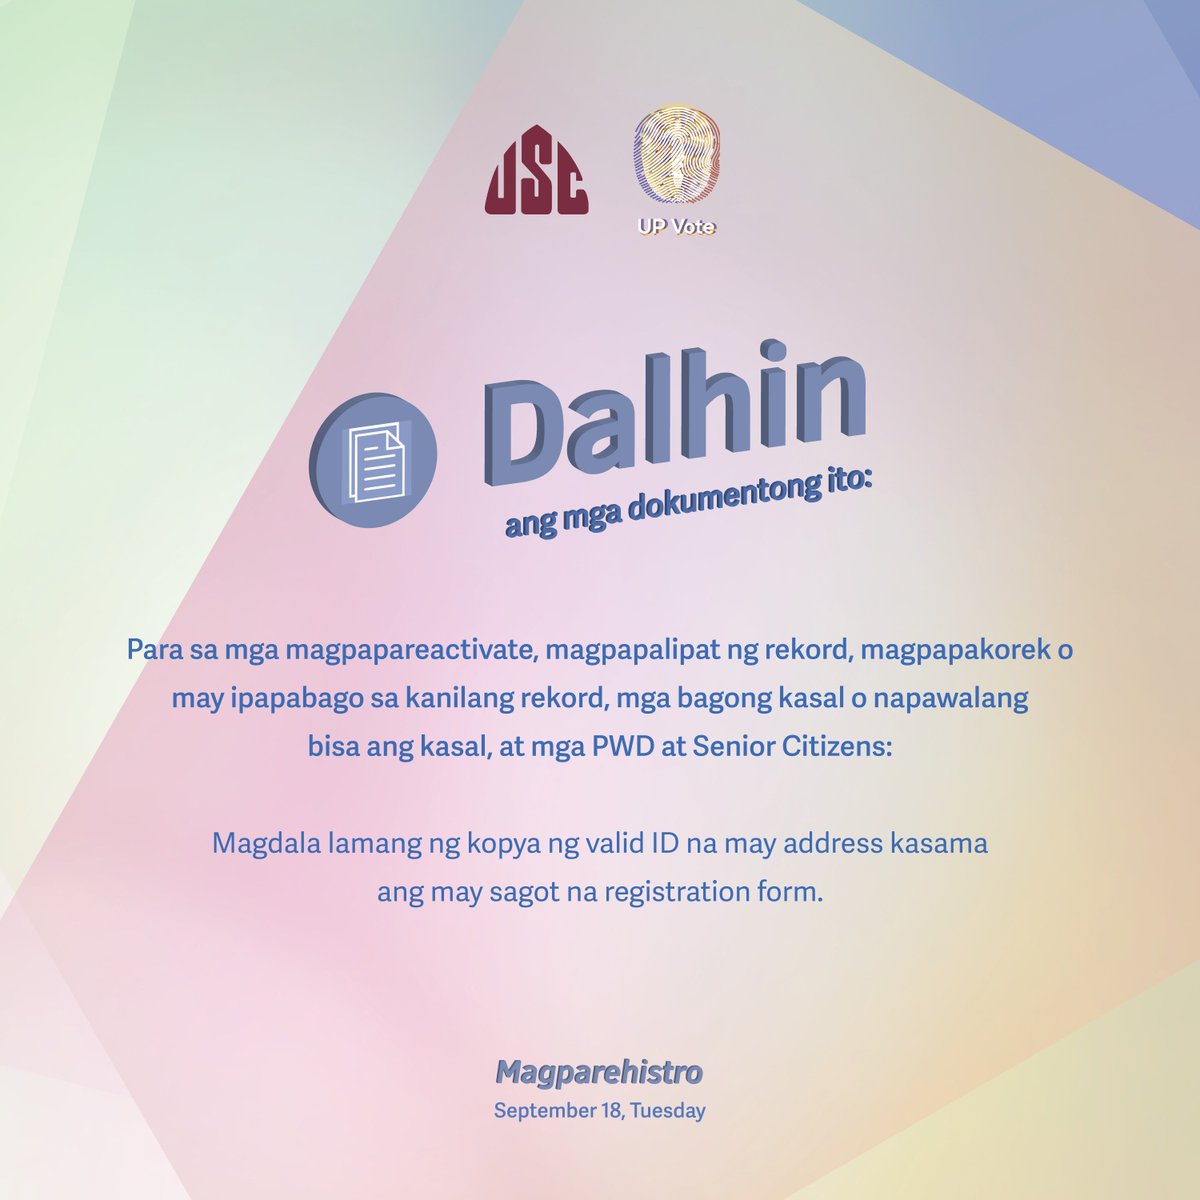 USC
UP Vote
Dalhin
ang mga dokumentong ito:
Para sa mga magpapareactivate, magpapalipat ng rekord, magpapakorek o
may ipapabago sa kanilang rekord, mga bagong kasal o napawalang
bisa ang kasal, at mga PWD at Senior Citizens:
Magdala lamang ng kopya ng valid ID na may address kasama
ang may sagot na registration form.
Magparehistro
September 18, Tuesday